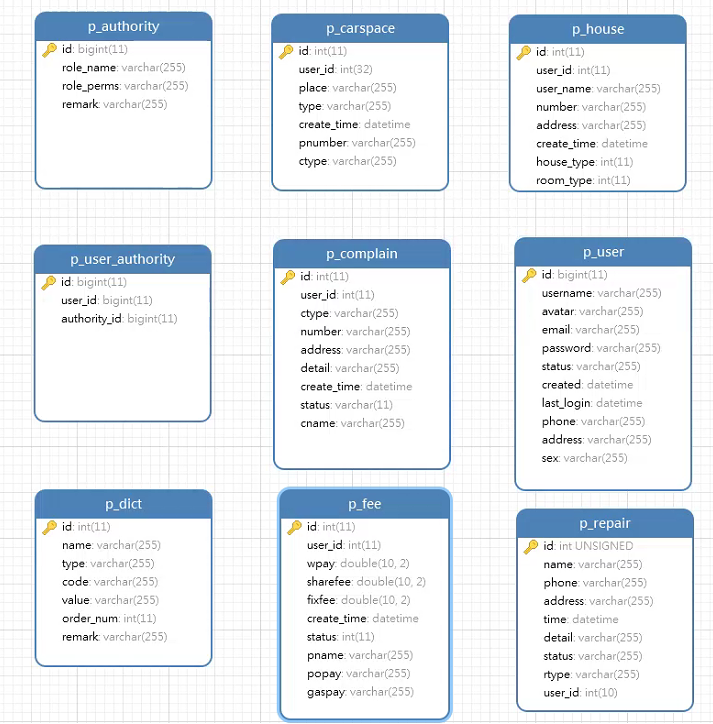 p_authority
id: bigint(11)
role_name: varchar(255)
role_perms: varchar(255)
remark: varchar(255)
p_carspace
id: int(11)
user_id: int(32)
place: varchar(255)
type: varchar(255)
create_time: datetime
pnumber: varchar(255)
ctype: varchar(255)
p_house
id: int(11)
user_id: int(11)
user_name: varchar(255)
number: varchar(255)
address: varchar(255)
create_time: datetime
house_type: int(11)
room_type: int(11)
p_user_authority
id: bigint(11)
user_id: bigint(11)
authority_id: bigint(11)
p_complain
id: int(11)
user_id: int(11)
ctype: varchar(255)
number: varchar(255)
address: varchar(255)
detail: varchar(255)
create_time: datetime
status: varchar(11)
cname: varchar(255)
p_user
id: bigint(11)
username: varchar(255)
avatar: varchar(255)
email: varchar(255)
password: varchar(255)
status: varchar(255)
created: datetime
last_login: datetime
phone: varchar(255)
address: varchar(255)
sex: varchar(255)
p_dict
id: int(11)
name: varchar(255)
type: varchar(255)
code: varchar(255)
value: varchar(255)
order_num: int(11)
remark: varchar(255)
p_fee
id: int(11)
user_id: int(11)
wpay: double(10, 2)
sharefee: double(10, 2)
fixfee: double(10, 2)
create_time: datetime
status: int(11)
pname: varchar(255)
popay: varchar(255)
gaspay: varchar(255)
p_repair
id: int UNSIGNED
name: varchar(255)
phone: varchar(255)
address: varchar(255)
time: datetime
detail: varchar(255)
status: varchar(255)
rtype: varchar(255)
user_id: int(10)